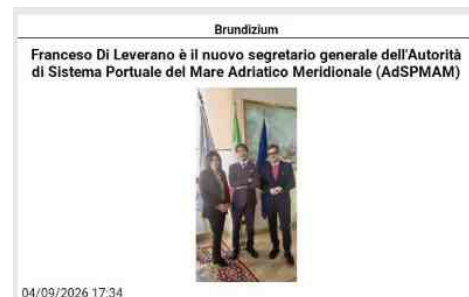 Brundizium
Franceso Di Leverano è il nuovo segretario generale dell'Autorità
di Sistema Portuale del Mare Adriatico Meridionale (AdSPMAM)
04/09/2026 17:34